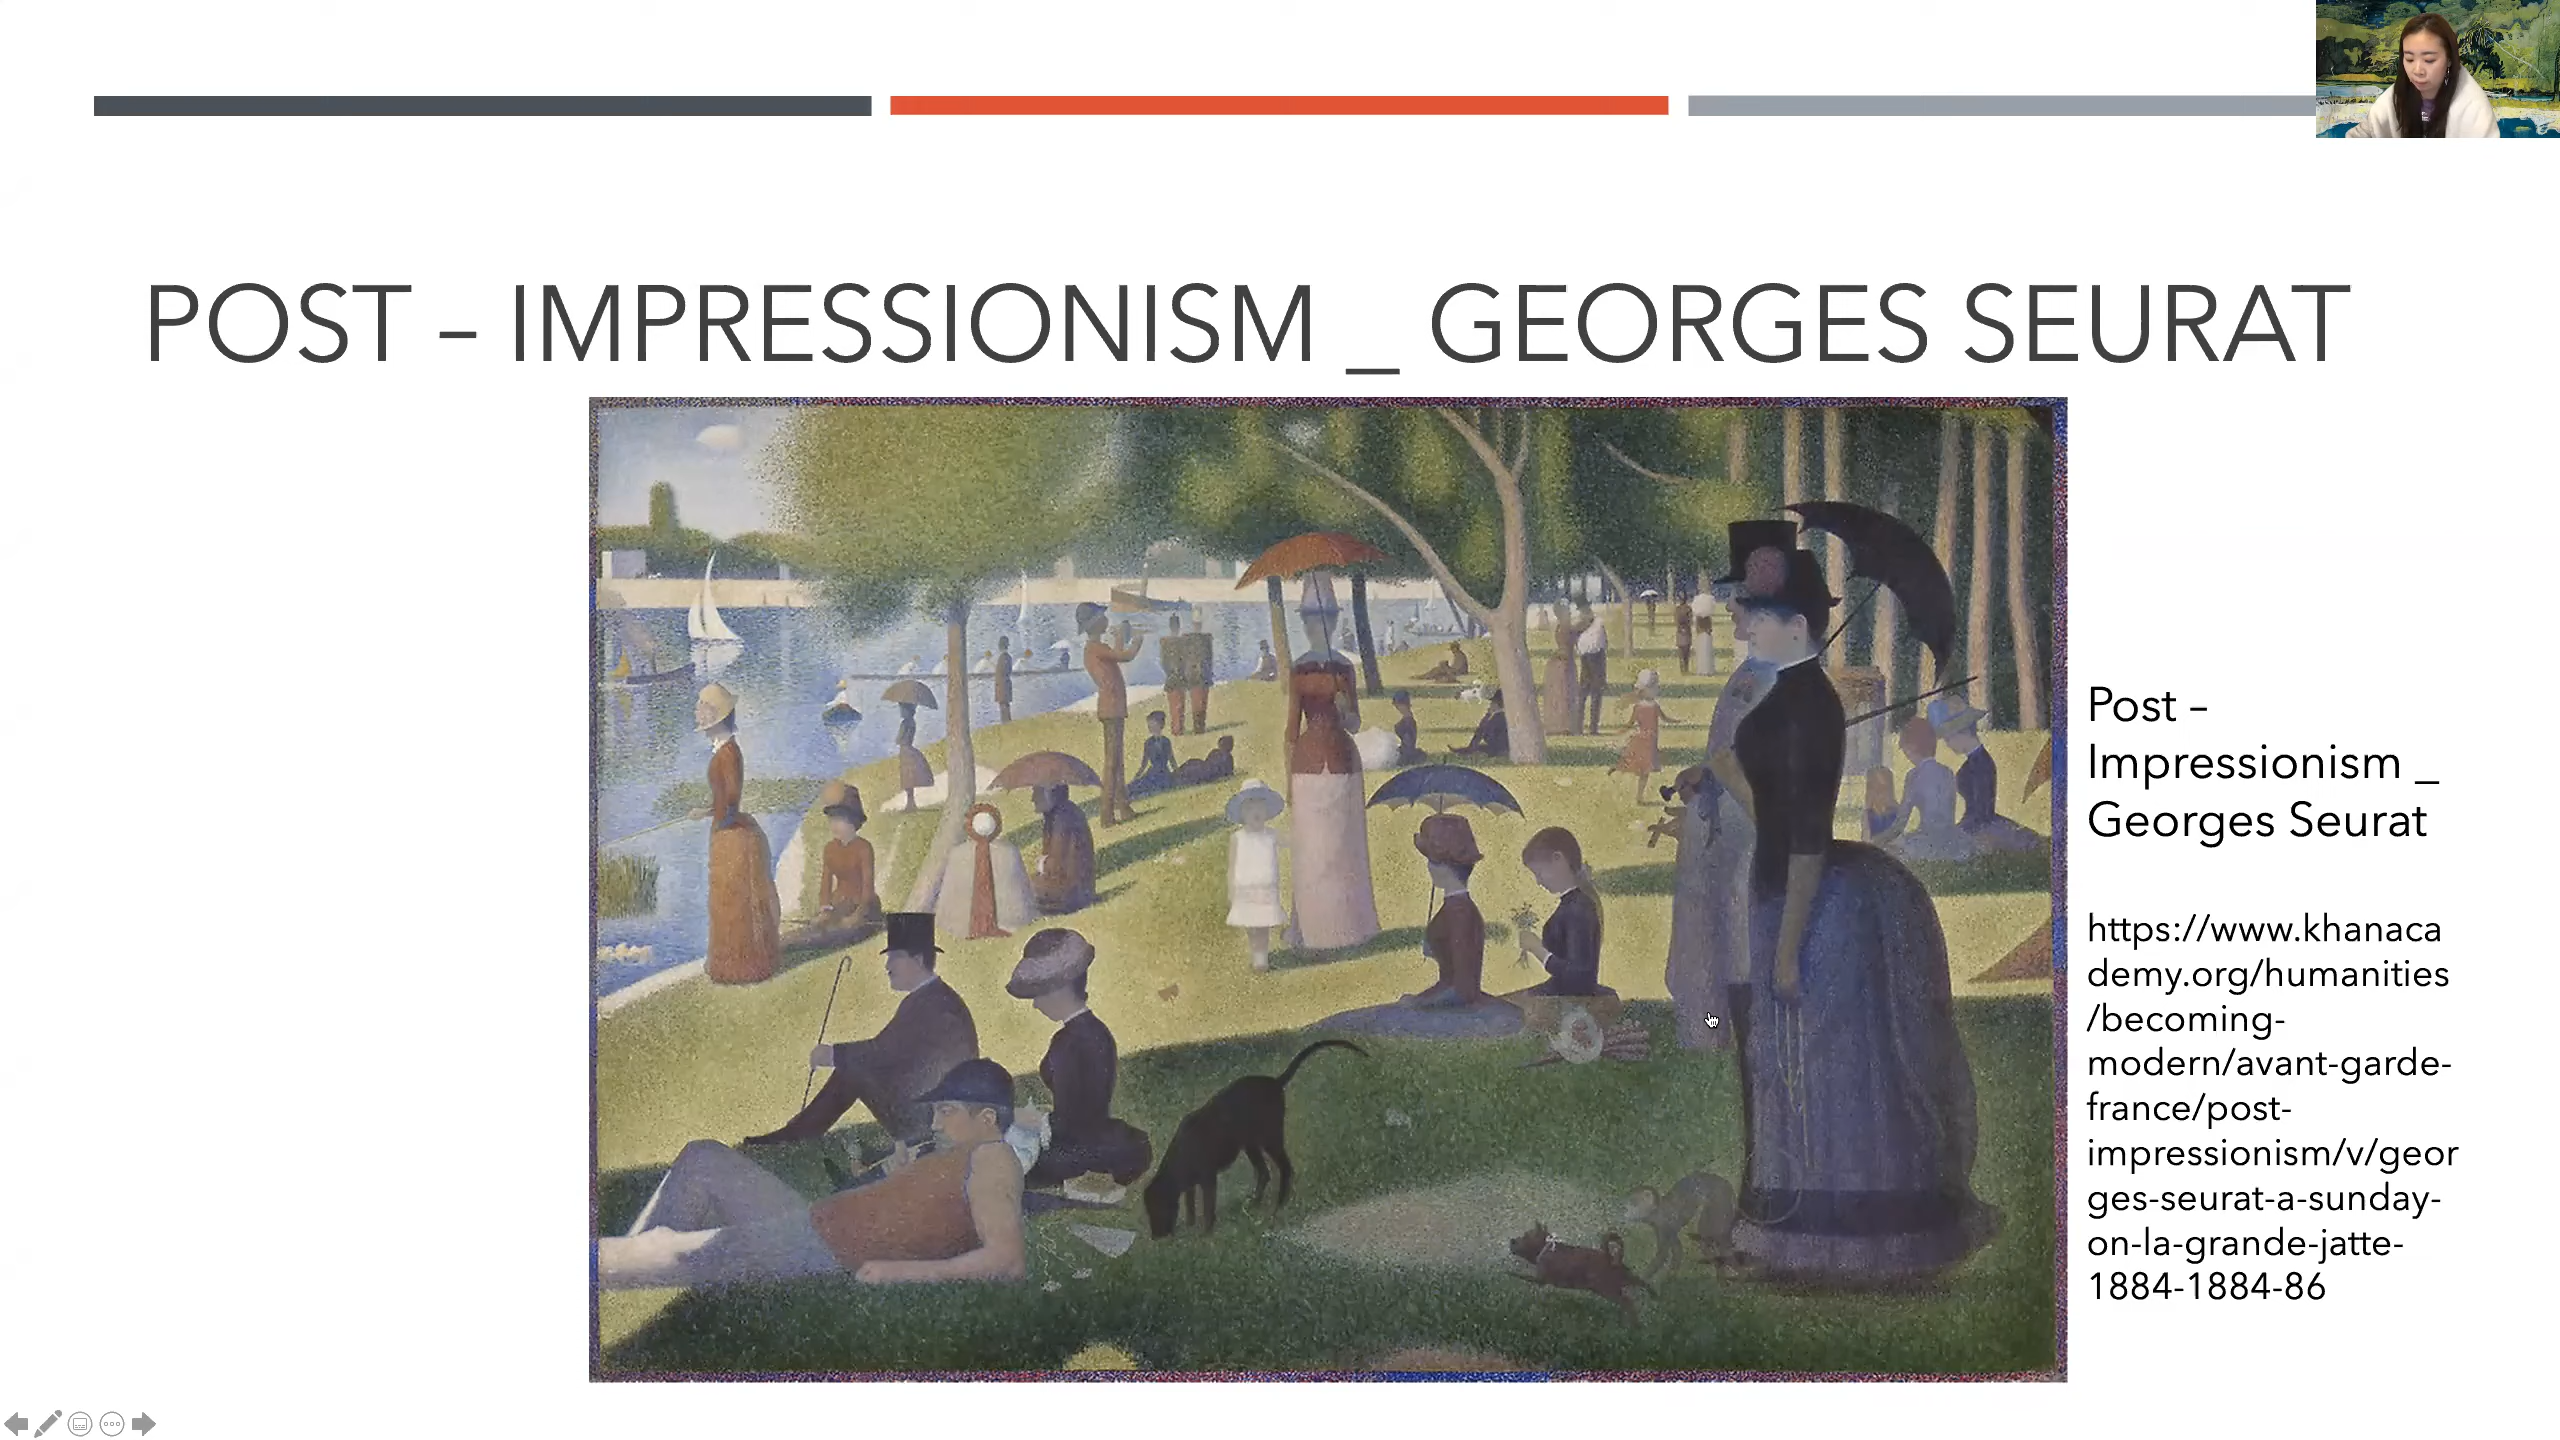 POST – IMPRESSIONISM _ GEORGES SEURAT
Post –
Impressionism _
Georges Seurat
https://www.khanaca
demy.org/humanities
/becoming-
modern/avant-garde-
france/post-
impressionism/v/geor
ges-seurat-a-sunday-
on-la-grande-jatte-
1884-1884-86